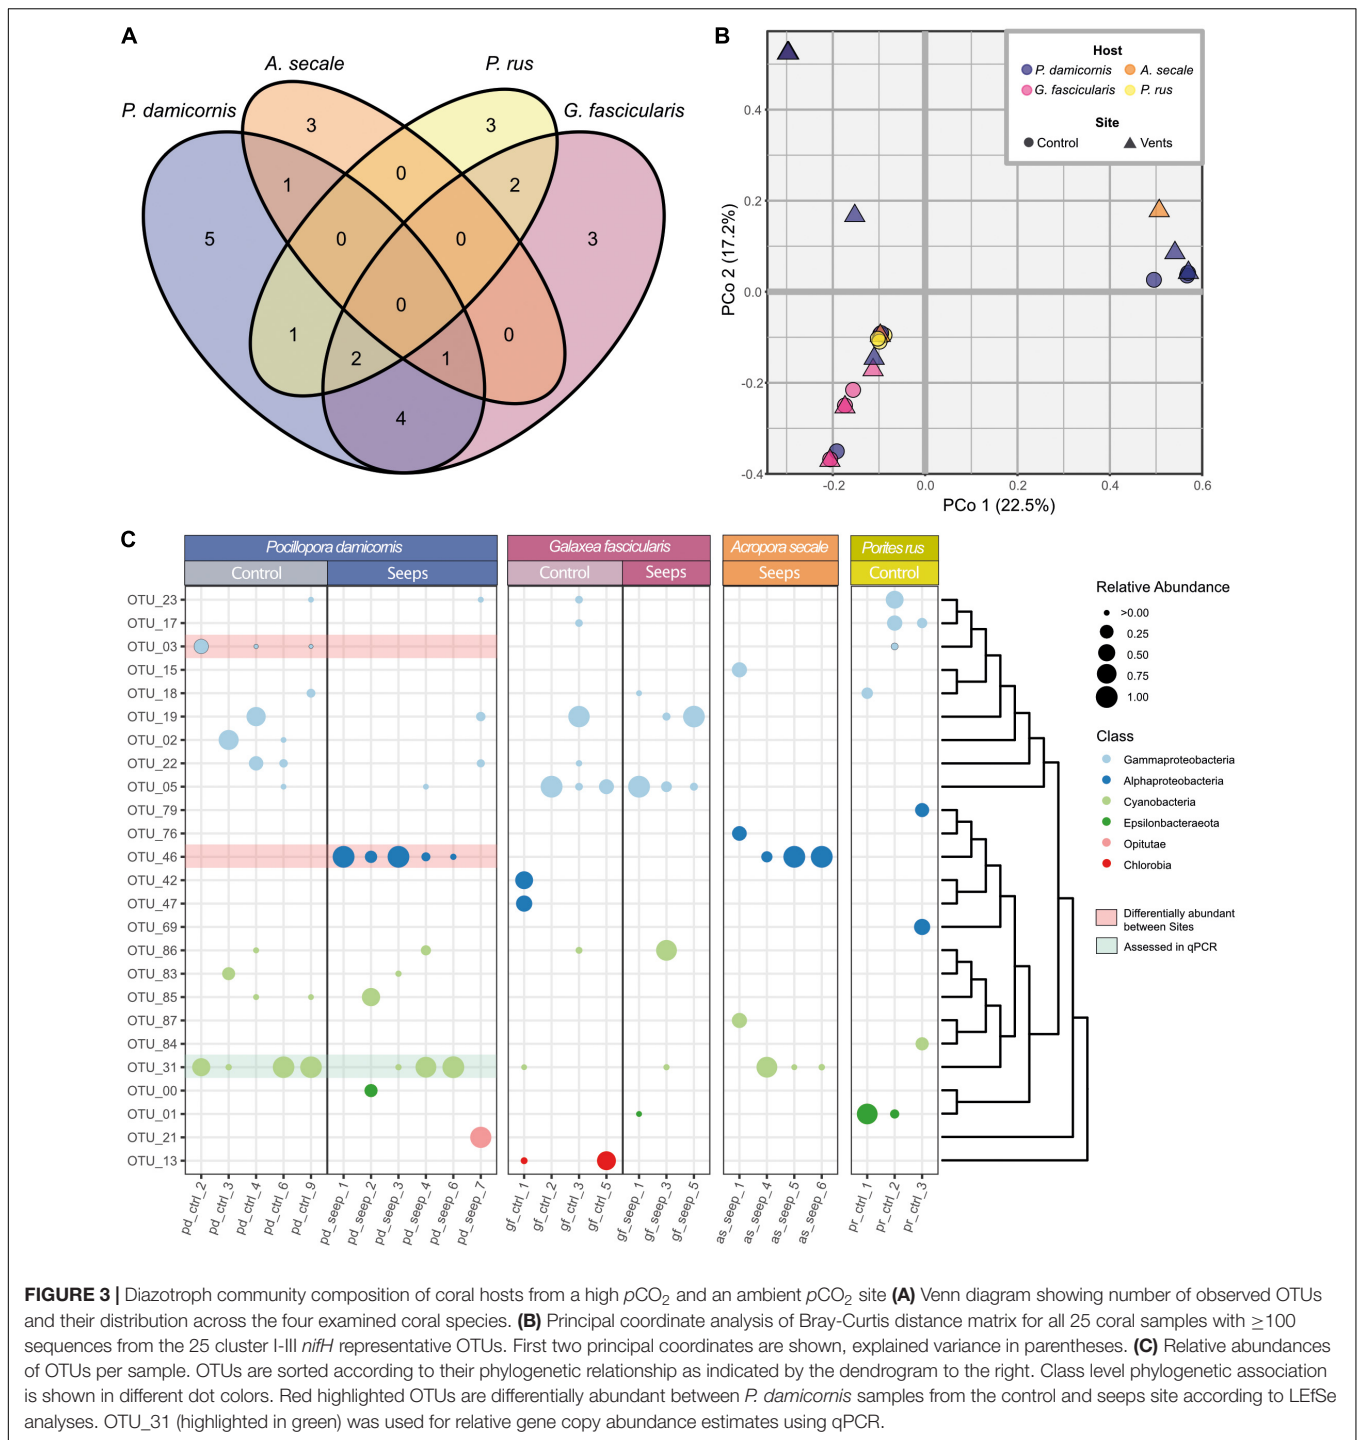 A
A. secale
P. rus
P. damicornis
G. fascicularis
3
3
1
0
2
5
0
0
3
0
1
0
2
1
4
B
Host
P. damicornis
A. secale
G. fascicularis
P. rus
Site
Control
Vents
0.4
0.2
0.0
-0.2
-0.4
PCo 2 (17.2%)
-0.2
0.0
0.2
0.4
0.6
PCo 1 (22.5%)
C
Pocillopora damicornis
Galaxea fascicularis
Acropora secale
Porites rus
Control
Seeps
Control
Seeps
Seeps
Control
OTU_23
OTU_17
OTU_03
OTU_15
OTU_18
OTU_19
OTU_02
OTU_22
OTU_05
OTU_79
OTU_76
OTU_46
OTU_42
OTU_47
OTU_69
OTU_86
OTU_83
OTU_85
OTU_87
OTU_84
OTU_31
OTU_00
OTU_01
OTU_21
OTU_13
pd_ctrl_2
pd_ctrl_3
pd_ctrl_4
pd_ctrl_6
pd_ctrl_9
pd_seep_1
pd_seep_2
pd_seep_3
pd_seep_4
pd_seep_6
pd_seep_7
gf_ctrl_1
gf_ctrl_2
gf_ctrl_3
gf_ctrl_5
gf_seep_1
gf_seep_3
gf_seep_5
as_seep_1
as_seep_4
as_seep_5
as_seep_6
pr_ctrl_1
pr_ctrl_2
pr_ctrl_3
Relative Abundance
>0.00
0.25
0.50
0.75
1.00
Class
Gammaproteobacteria
Alphaproteobacteria
Cyanobacteria
Epsilonbacteraeota
Opitutae
Chlorobia
Differentially abundant
between Sites
Assessed in qPCR
FIGURE 3 | Diazotroph community composition of coral hosts from a high pCO₂ and an ambient pCO₂ site (A) Venn diagram showing number of observed OTUs
and their distribution across the four examined coral species. (B) Principal coordinate analysis of Bray-Curtis distance matrix for all 25 coral samples with ≥100
sequences from the 25 cluster I-III nifH representative OTUs. First two principal coordinates are shown, explained variance in parentheses. (C) Relative abundances
of OTUs per sample. OTUs are sorted according to their phylogenetic relationship as indicated by the dendrogram to the right. Class level phylogenetic association
is shown in different dot colors. Red highlighted OTUs are differentially abundant between P. damicornis samples from the control and seeps site according to LEfSe
analyses. OTU_31 (highlighted in green) was used for relative gene copy abundance estimates using qPCR.